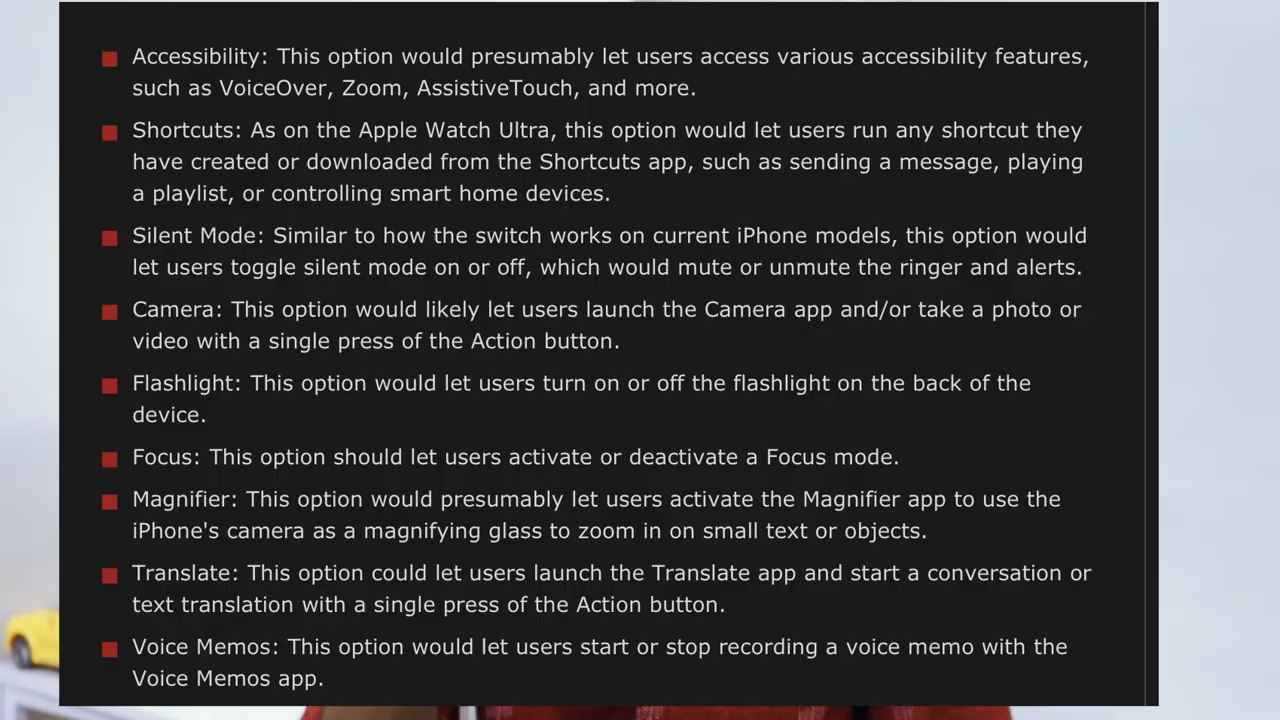 Accessibility: This option would presumably let users access various accessibility features,
such as VoiceOver, Zoom, AssistiveTouch, and more.
Shortcuts: As on the Apple Watch Ultra, this option would let users run any shortcut they
have created or downloaded from the Shortcuts app, such as sending a message, playing
a playlist, or controlling smart home devices.
Silent Mode: Similar to how the switch works on current iPhone models, this option would
let users toggle silent mode on or off, which would mute or unmute the ringer and alerts.
Camera: This option would likely let users launch the Camera app and/or take a photo or
video with a single press of the Action button.
Flashlight: This option would let users turn on or off the flashlight on the back of the
device.
Focus: This option should let users activate or deactivate a Focus mode.
Magnifier: This option would presumably let users activate the Magnifier app to use the
iPhone's camera as a magnifying glass to zoom in on small text or objects.
Translate: This option could let users launch the Translate app and start a conversation or
text translation with a single press of the Action button.
Voice Memos: This option would let users start or stop recording a voice memo with the
Voice Memos app.